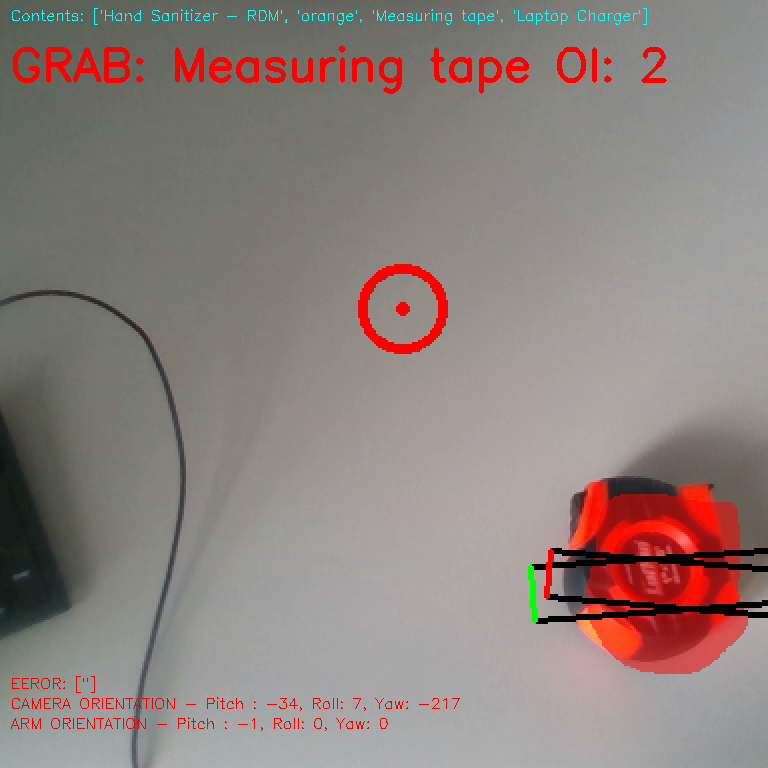 Contents: ['Hand Sanitizer – RDM', 'orange', 'Measuring tape', 'Laptop Charger']
GRAB: Measuring tape OI: 2
EEROR: ['']
CAMERA ORIENTATION – Pitch : −34, Roll: 7, Yaw: −217
ARM ORIENTATION – Pitch : −1, Roll: 0, Yaw: 0